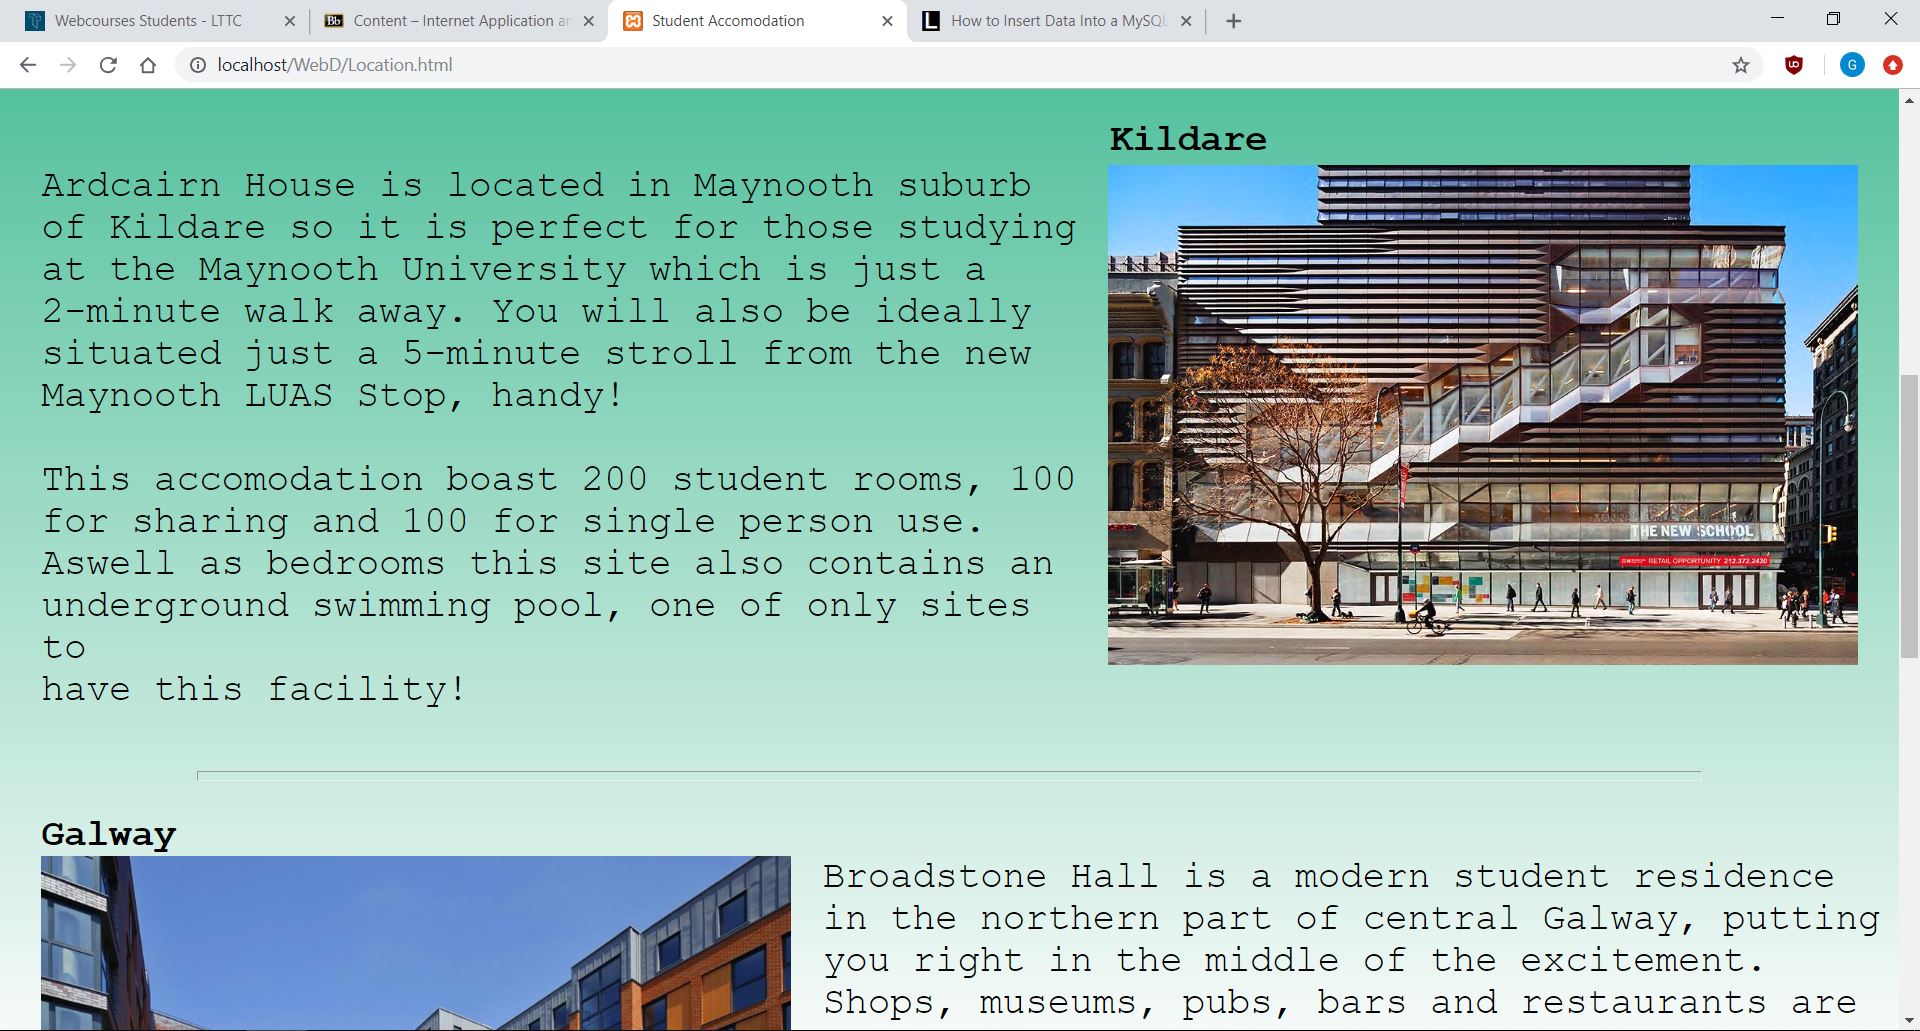 Webcourses Students - LTTC
Content – Internet Application an
Student Accomodation
How to Insert Data Into a MySQL
localhost/WebD/Location.html
G
Kildare
Ardcairn House is located in Maynooth suburb
of Kildare so it is perfect for those studying
at the Maynooth University which is just a
2-minute walk away. You will also be ideally
situated just a 5-minute stroll from the new
Maynooth LUAS Stop, handy!
This accomodation boast 200 student rooms, 100
for sharing and 100 for single person use.
Aswell as bedrooms this site also contains an
underground swimming pool, one of only sites
to
have this facility!
THE NEW SCHOOL
RETAIL OPPORTUNITY 212.372.2430
Galway
Broadstone Hall is a modern student residence
in the northern part of central Galway, putting
you right in the middle of the excitement.
Shops, museums, pubs, bars and restaurants are